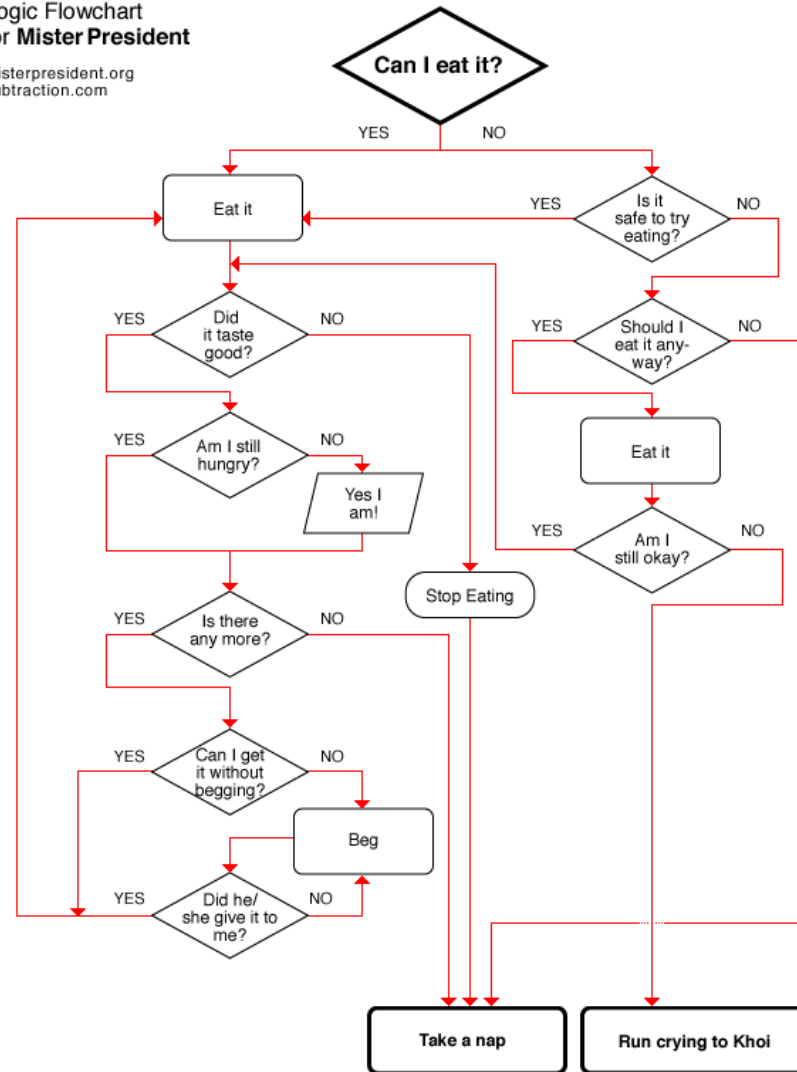 ogic Flowchart
or Mister President
isterpresident.org
btraction.com
Can I eat it?
YES
NO
Eat it
YES
Is it
safe to try
eating?
NO
YES
Did
it taste
good?
NO
YES
Should I
eat it any-
way?
NO
YES
Am I still
hungry?
NO
Yes I
am!
Eat it
YES
Am I
still okay?
NO
Stop Eating
YES
Is there
any more?
NO
YES
Can I get
it without
begging?
NO
Beg
YES
Did he/
she give it to
me?
NO
Take a nap
Run crying to Khoi